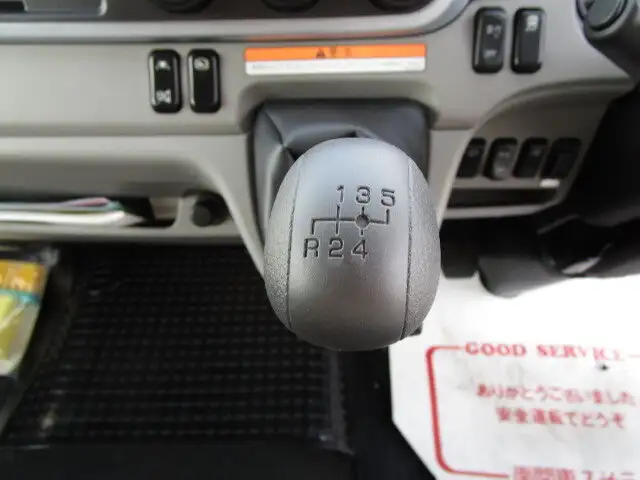 1 3 5
R 2 4
GOOD SERVICE
ありがとうございました
安全運転でどうぞ